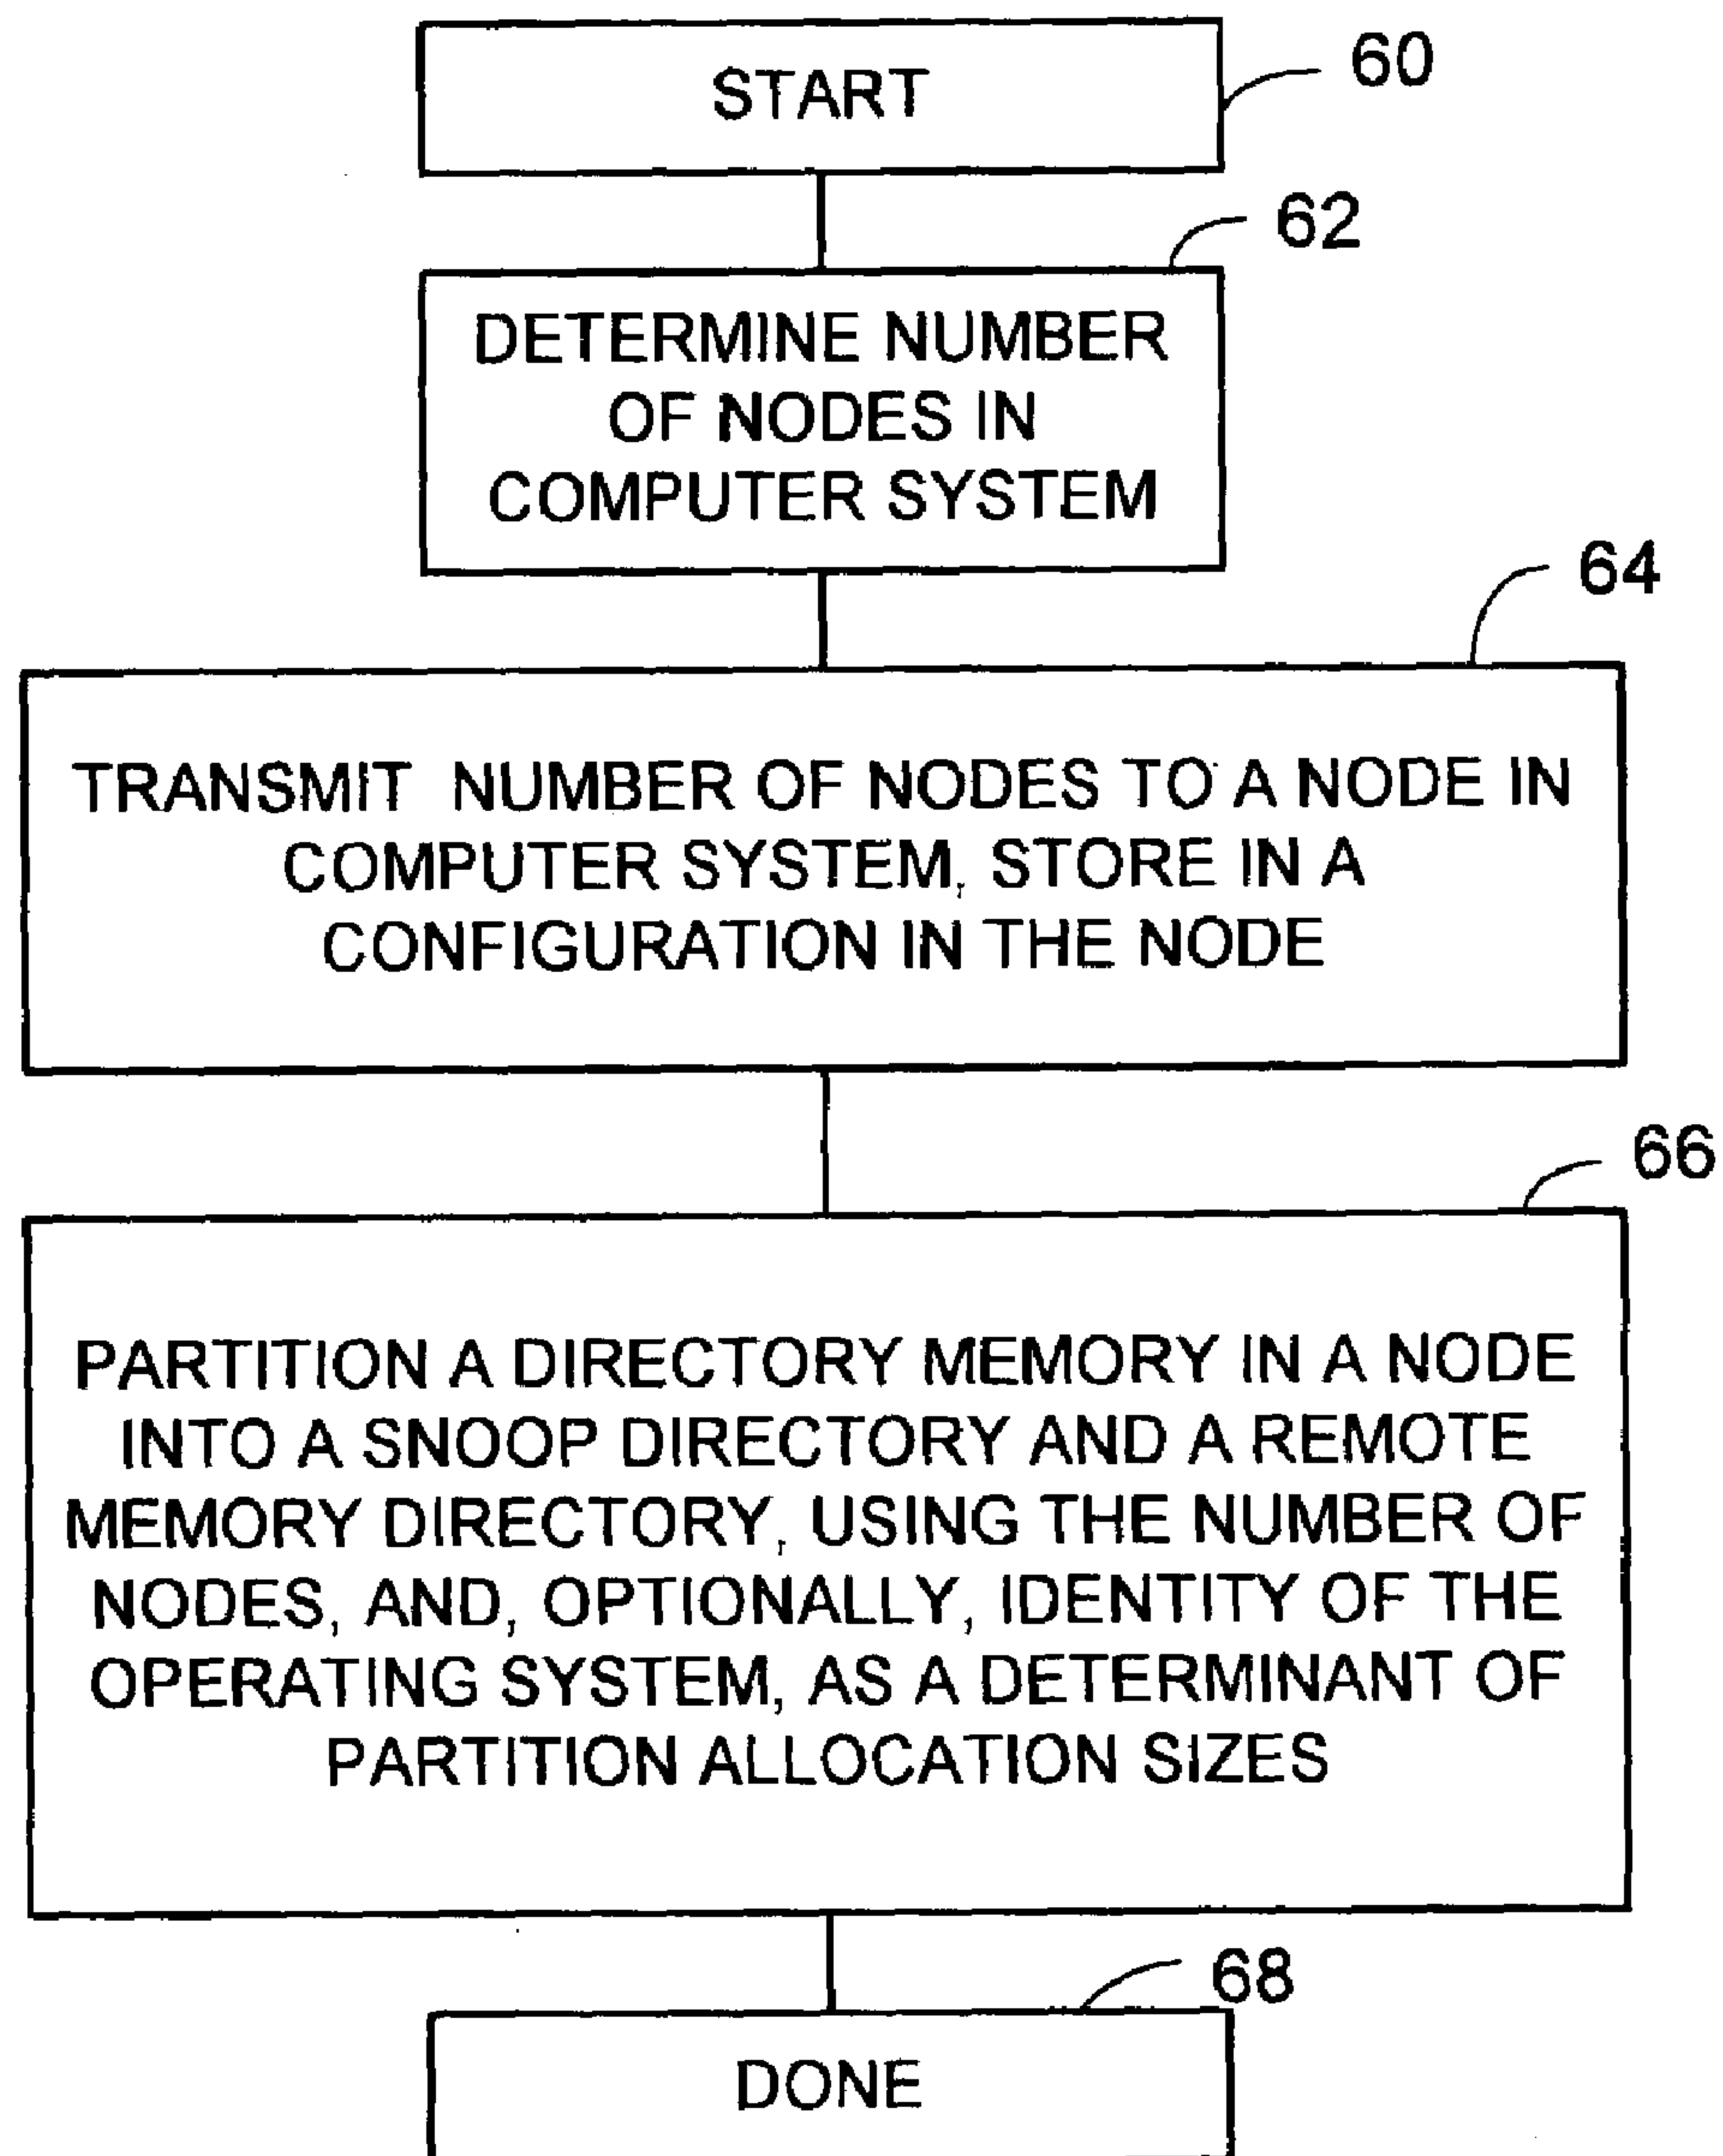 START
60
62
DETERMINE NUMBER
OF NODES IN
COMPUTER SYSTEM
64
TRANSMIT NUMBER OF NODES TO A NODE IN
COMPUTER SYSTEM, STORE IN A
CONFIGURATION IN THE NODE
66
PARTITION A DIRECTORY MEMORY IN A NODE
INTO A SNOOP DIRECTORY AND A REMOTE
MEMORY DIRECTORY, USING THE NUMBER OF
NODES, AND, OPTIONALLY, IDENTITY OF THE
OPERATING SYSTEM, AS A DETERMINANT OF
PARTITION ALLOCATION SIZES
68
DONE